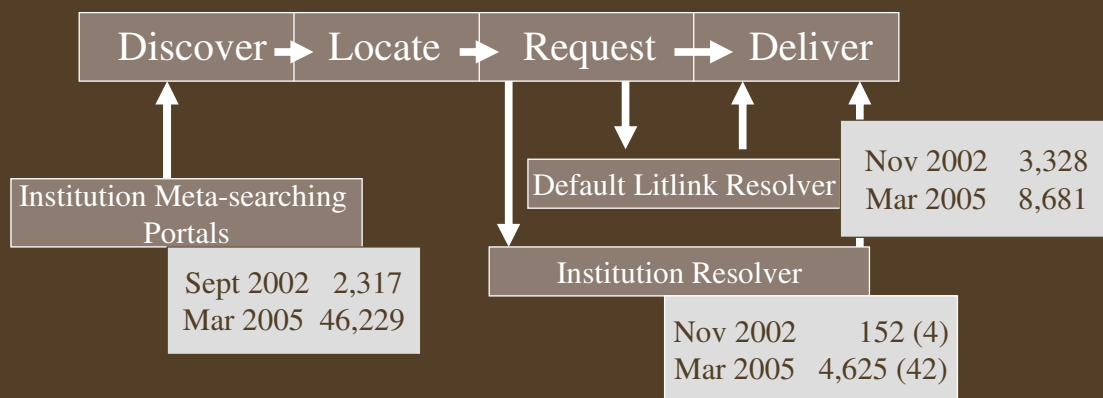 Discover
Locate
Request
Deliver
Institution Meta-searching
Portals
Sept 2002 2,317
Mar 2005 46,229
Default Litlink Resolver
Nov 2002 3,328
Mar 2005 8,681
Institution Resolver
Nov 2002 152 (4)
Mar 2005 4,625 (42)